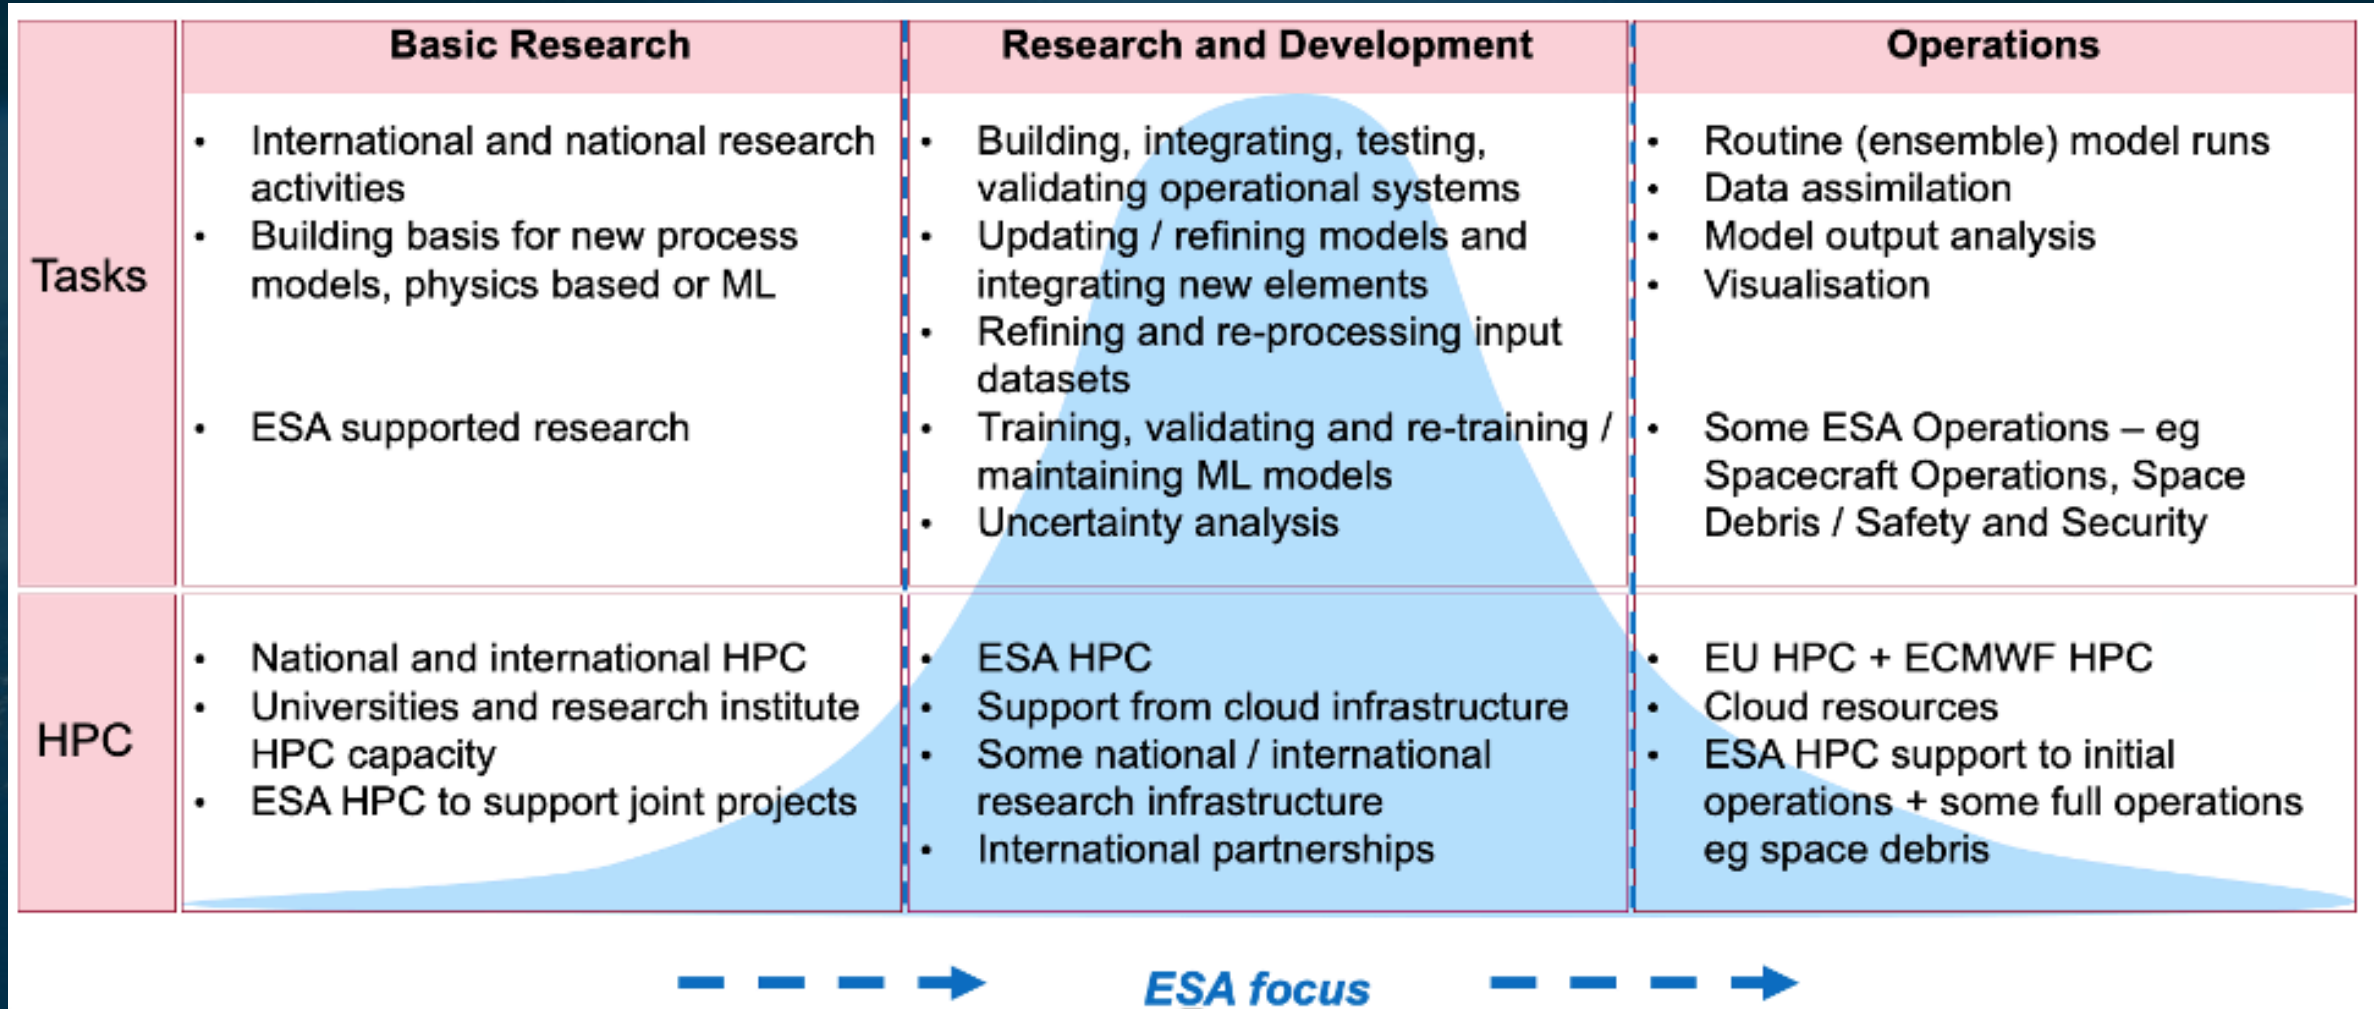 Basic Research
Research and Development
Operations
Tasks
• International and national research
activities
• Building basis for new process
models, physics based or ML
• ESA supported research
• Building, integrating, testing,
validating operational systems
• Updating / refining models and
integrating new elements
• Refining and re-processing input
datasets
• Training, validating and re-training /
maintaining ML models
• Uncertainty analysis
• Routine (ensemble) model runs
• Data assimilation
• Model output analysis
• Visualisation
• Some ESA Operations – eg
Spacecraft Operations, Space
Debris / Safety and Security
HPC
• National and international HPC
• Universities and research institute
HPC capacity
• ESA HPC to support joint projects
• ESA HPC
• Support from cloud infrastructure
• Some national / international
research infrastructure
• International partnerships
• EU HPC + ECMWF HPC
• Cloud resources
• ESA HPC support to initial
operations + some full operations
eg space debris
ESA focus